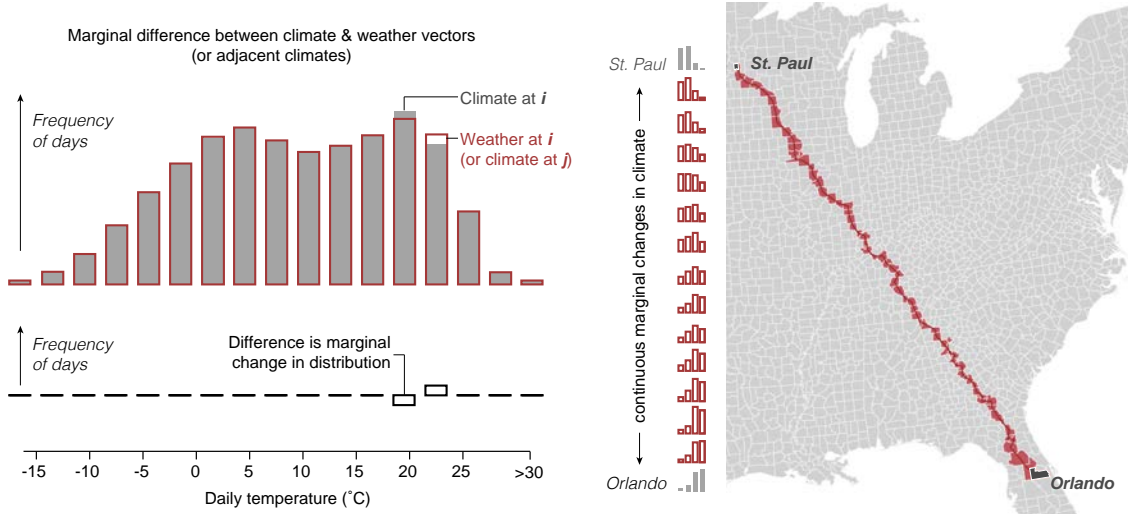 Marginal difference between climate & weather vectors
(or adjacent climates)
Frequency
of days
Climate at i
Weather at i
(or climate at j)
Frequency
of days
Difference is marginal
change in distribution
-15 -10 -5 0 5 10 15 20 25 >30
Daily temperature (˚C)
St. Paul
continuous marginal changes in climate
Orlando
St. Paul
Orlando